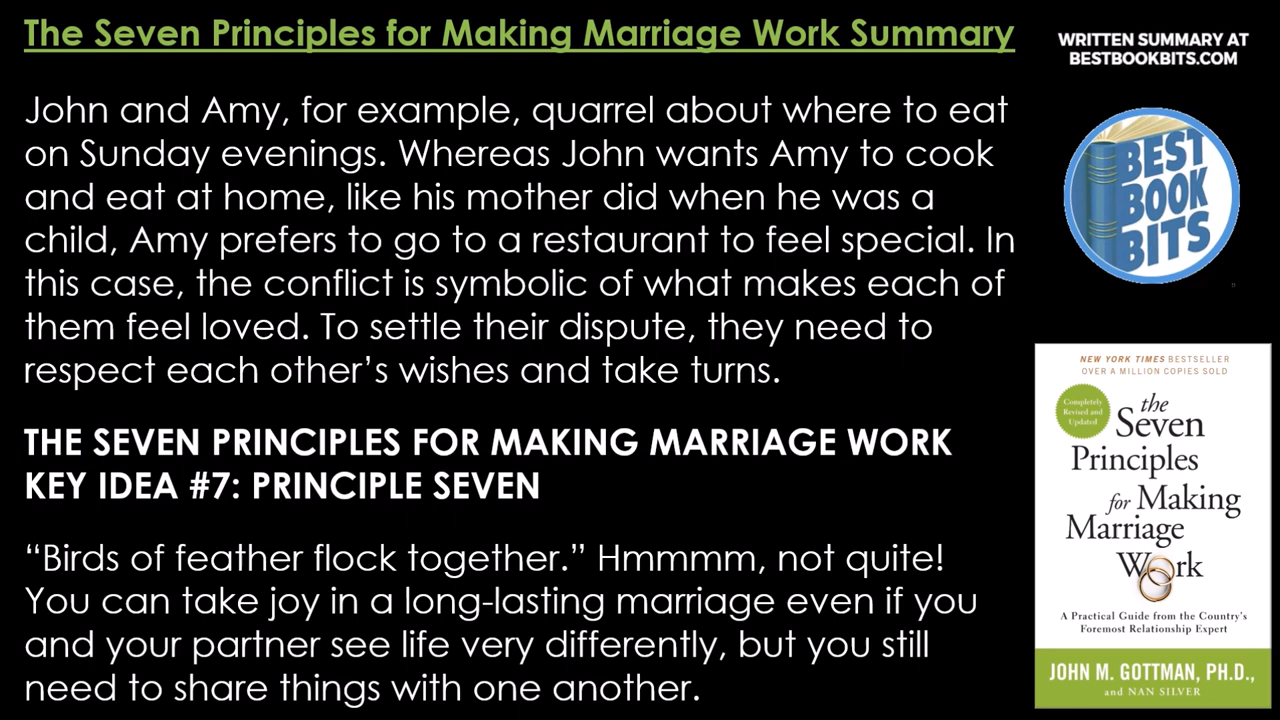 The Seven Principles for Making Marriage Work Summary
John and Amy, for example, quarrel about where to eat
on Sunday evenings. Whereas John wants Amy to cook
and eat at home, like his mother did when he was a
child, Amy prefers to go to a restaurant to feel special. In
this case, the conflict is symbolic of what makes each of
them feel loved. To settle their dispute, they need to
respect each other’s wishes and take turns.
THE SEVEN PRINCIPLES FOR MAKING MARRIAGE WORK
KEY IDEA #7: PRINCIPLE SEVEN
“Birds of feather flock together.” Hmmmm, not quite!
You can take joy in a long-lasting marriage even if you
and your partner see life very differently, but you still
need to share things with one another.
WRITTEN SUMMARY AT
BESTBOOKBITS.COM
BEST
BOOK
BITS
NEW YORK TIMES BESTSELLER
OVER A MILLION COPIES SOLD
Completely
Revised and
Updated
the
Seven
Principles
for Making
Marriage
Work
A Practical Guide from the Country's
Foremost Relationship Expert
JOHN M. GOTTMAN, PH.D.,
and NAN SILVER